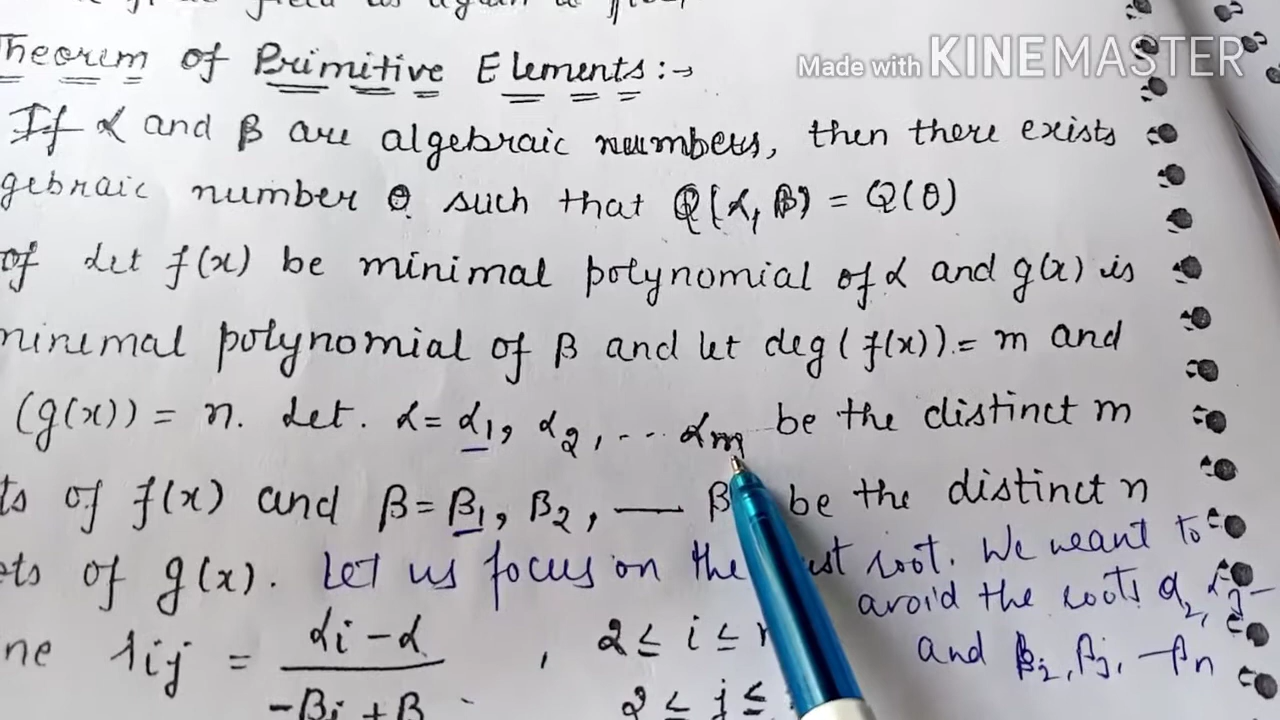 Made with KINEMASTER
Theorem of Primitive Elements:→
If α and β are algebraic numbers, then there exists
gebraic number θ such that Q(α, β) = Q(θ)
of Let f(x) be minimal polynomial of α and g(x) is
minimal polynomial of β and let deg(f(x)) = m and
(g(x)) = n. Let. α = α1, α2, ... αm be the distinct m
ts of f(x) and β = β1, β2, — β be the distinct n
ots of g(x). Let us focus on the root. We want to
avoid the roots α2,
and β2, βj, -βn
ne λij = αi - α / -βj + β , 2 ≤ i ≤
2 ≤ j ≤